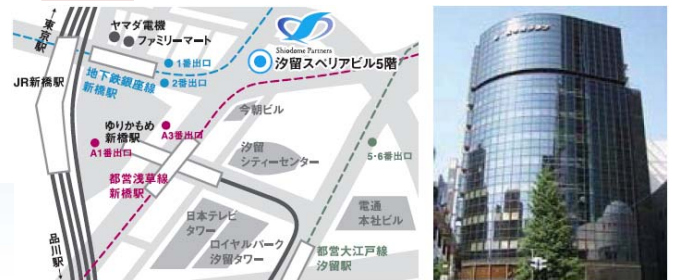 東京駅
ヤマダ電機
ファミリーマート
Shiodome Partners
汐留スペリアビル5階
1番出口
JR新橋駅
地下鉄銀座線
新橋駅
2番出口
今朝ビル
ゆりかもめ
新橋駅
A3番出口
A1番出口
汐留
シティーセンター
5・6番出口
都営浅草線
新橋駅
日本テレビ
タワー
電通
本社ビル
ロイヤルパーク
汐留タワー
都営大江戸線
汐留駅
品川駅